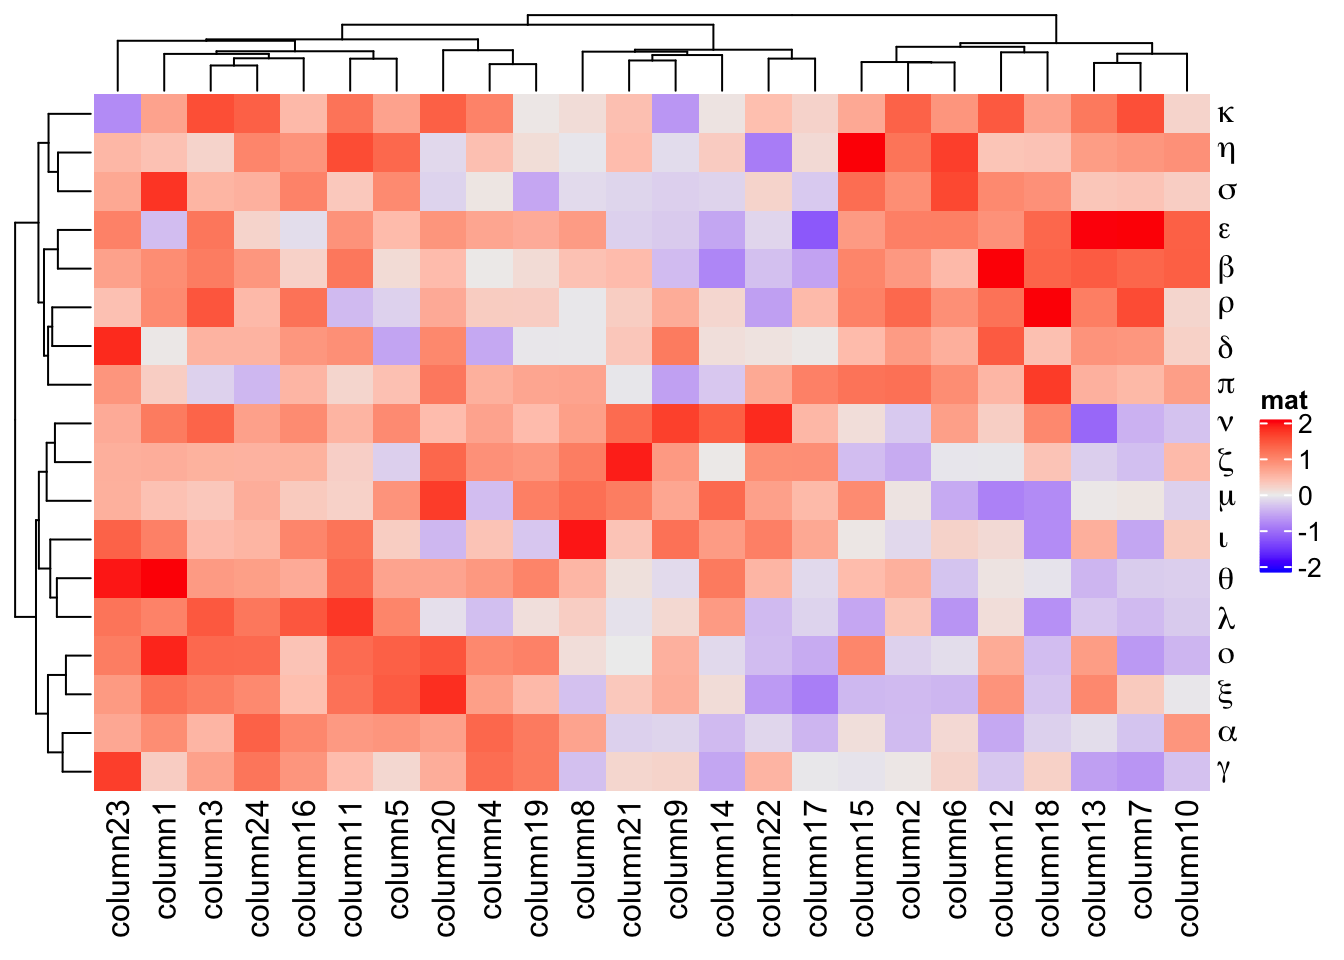 κ
η
σ
ε
β
ρ
δ
π
ν
ζ
μ
ι
θ
λ
ο
ξ
α
γ
mat
2
1
0
-1
-2
column23
column1
column3
column24
column16
column11
column5
column20
column4
column19
column8
column21
column9
column14
column22
column17
column15
column2
column6
column12
column18
column13
column7
column10